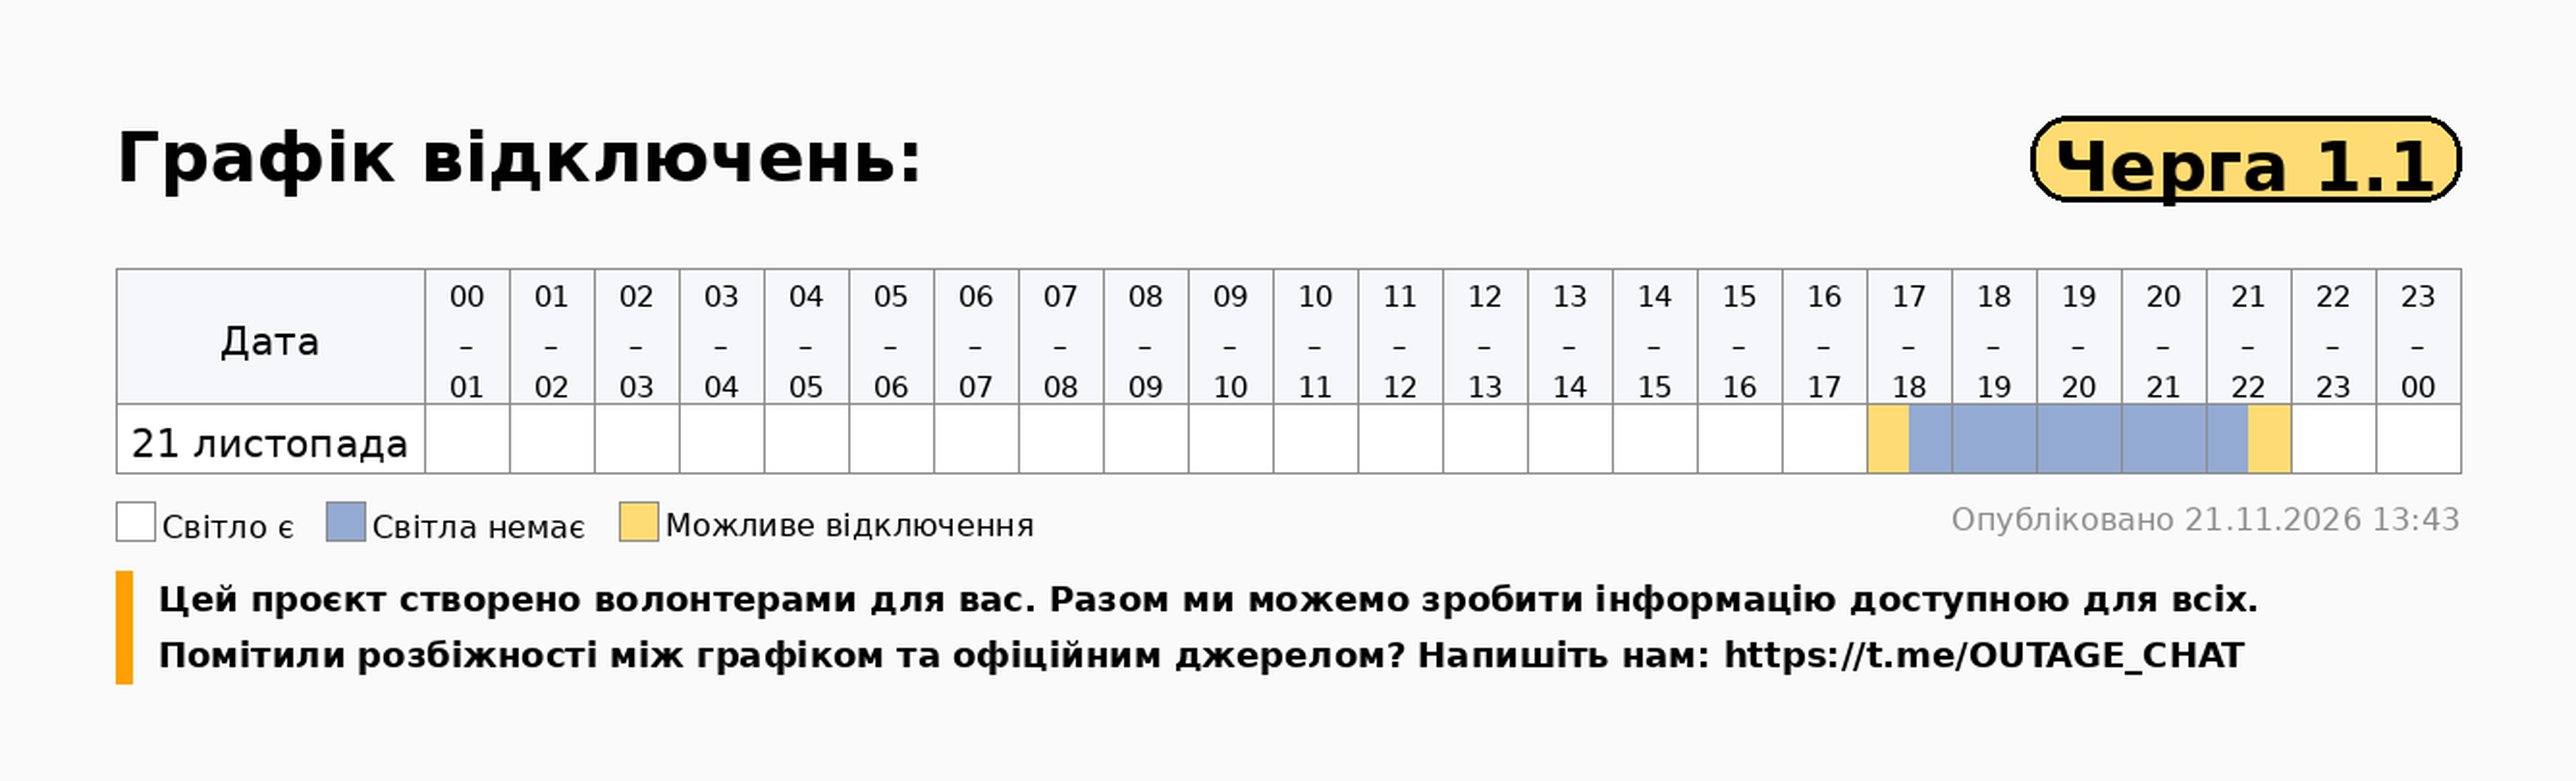 Графік відключень:
Черга 1.1
Дата
00 – 01
01 – 02
02 – 03
03 – 04
04 – 05
05 – 06
06 – 07
07 – 08
08 – 09
09 – 10
10 – 11
11 – 12
12 – 13
13 – 14
14 – 15
15 – 16
16 – 17
17 – 18
18 – 19
19 – 20
20 – 21
21 – 22
22 – 23
23 – 00
21 листопада
Світло є
Світла немає
Можливе відключення
Опубліковано 21.11.2026 13:43
Цей проєкт створено волонтерами для вас. Разом ми можемо зробити інформацію доступною для всіх.
Помітили розбіжності між графіком та офіційним джерелом? Напишіть нам: https://t.me/OUTAGE_CHAT